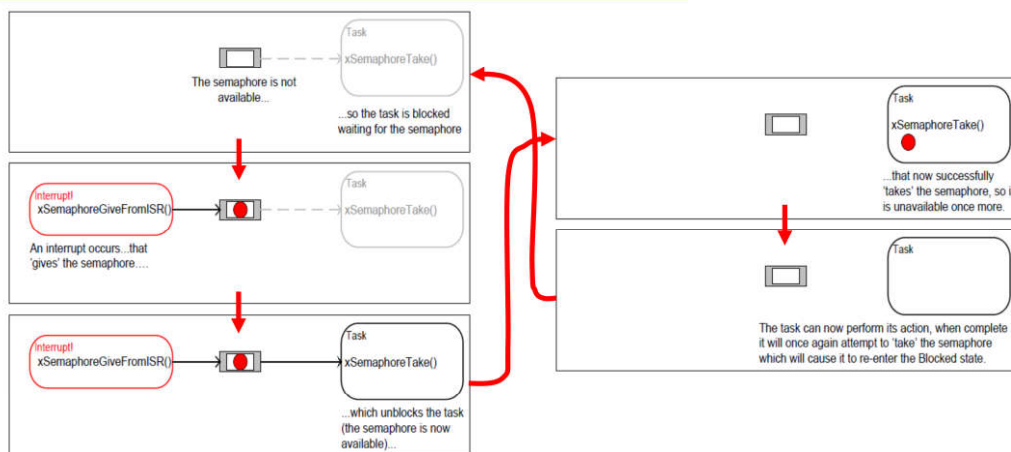 Task
xSemaphoreTake()
The semaphore is not
available...
...so the task is blocked
waiting for the semaphore
Interrupt!
xSemaphoreGiveFromISR()
Task
xSemaphoreTake()
An interrupt occurs...that
'gives' the semaphore....
Interrupt!
xSemaphoreGiveFromISR()
Task
xSemaphoreTake()
...which unblocks the task
(the semaphore is now
available)...
Task
xSemaphoreTake()
...that now successfully
'takes' the semaphore, so
is unavailable once more.
Task
The task can now perform its action, when complete
it will once again attempt to 'take' the semaphore
which will cause it to re-enter the Blocked state.